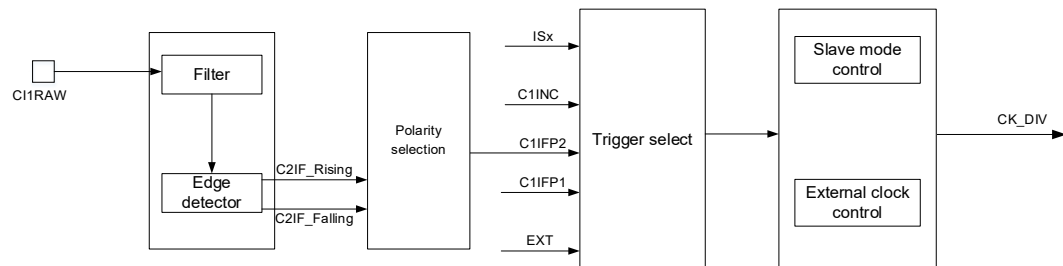 CI1RAW
Filter
Edge
detector
C2IF_Rising
C2IF_Falling
Polarity
selection
ISx
C1INC
C1IFP2
C1IFP1
EXT
Trigger select
Slave mode
control
External clock
control
CK_DIV